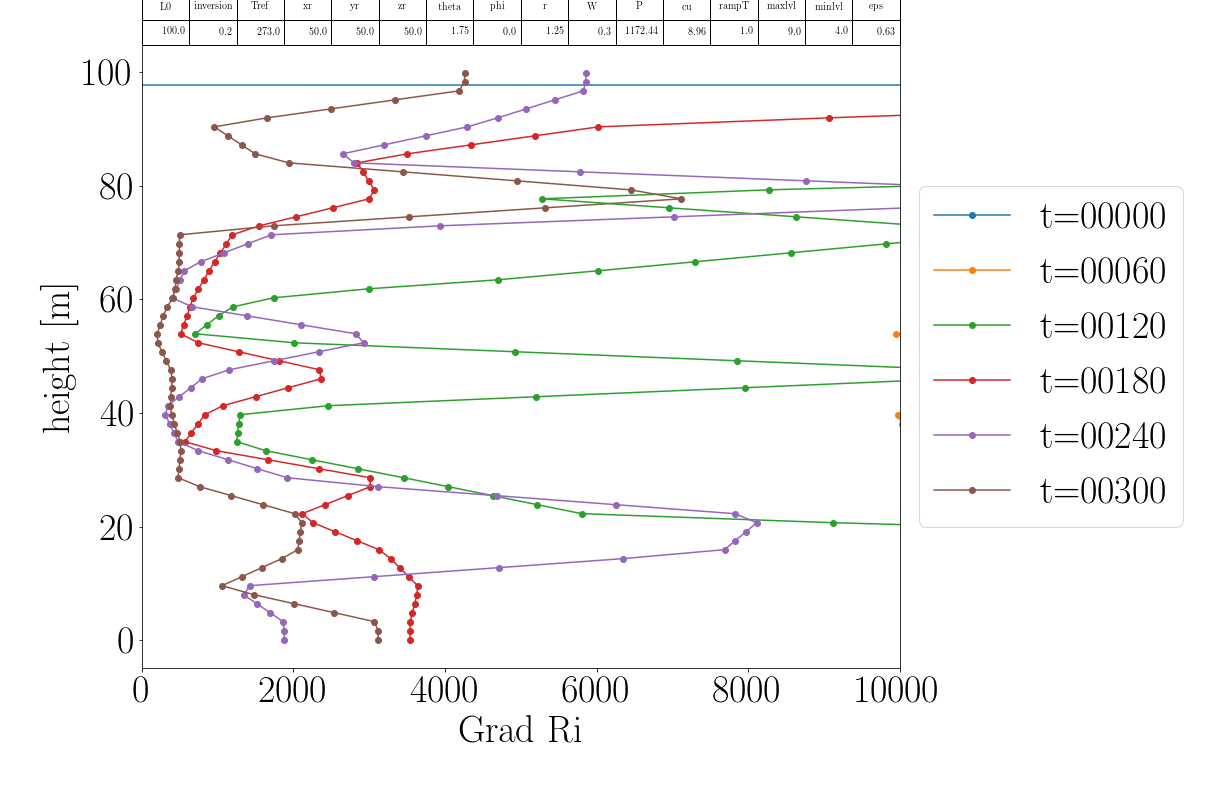 L0 inversion Tref xr yr zr theta phi r W P cu rampT maxlvl minlvl eps
100.0 0.2 273.0 50.0 50.0 50.0 1.75 0.0 1.25 0.3 1172.44 8.96 1.0 9.0 4.0 0.63
100
80
60
40
20
0
height [m]
0 2000 4000 6000 8000 10000
Grad Ri
t=00000
t=00060
t=00120
t=00180
t=00240
t=00300